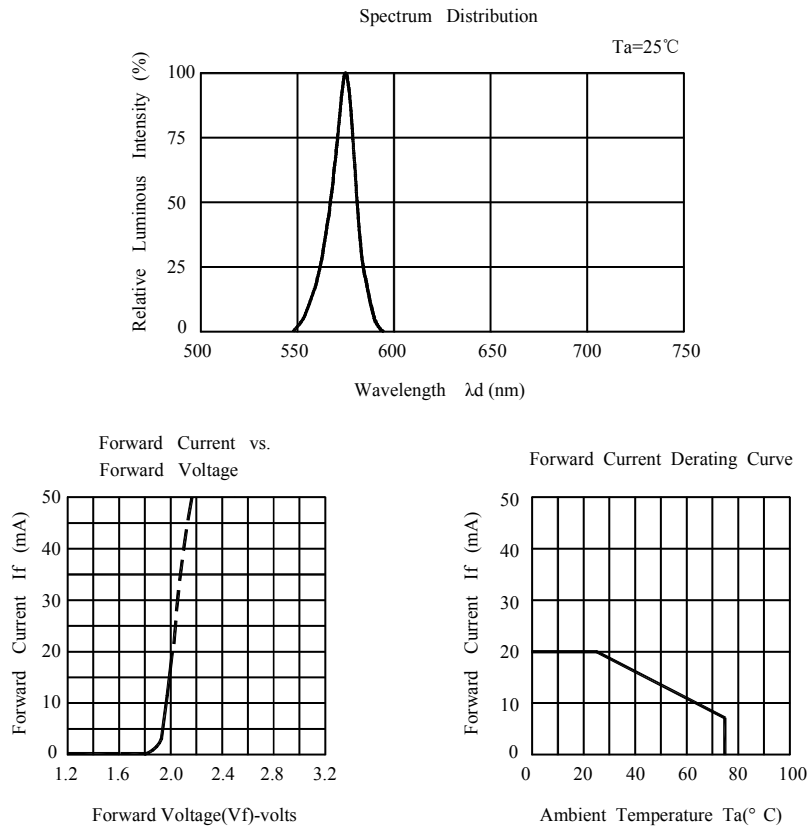 Spectrum Distribution
Ta=25℃
Relative Luminous Intensity (%)
100
75
50
25
0
500 550 600 650 700 750
Wavelength λd (nm)
Forward Current vs.
Forward Voltage
Forward Current If (mA)
50
40
30
20
10
0
1.2 1.6 2.0 2.4 2.8 3.2
Forward Voltage(Vf)-volts
Forward Current Derating Curve
Forward Current If (mA)
50
40
30
20
10
0
0 20 40 60 80 100
Ambient Temperature Ta(° C)